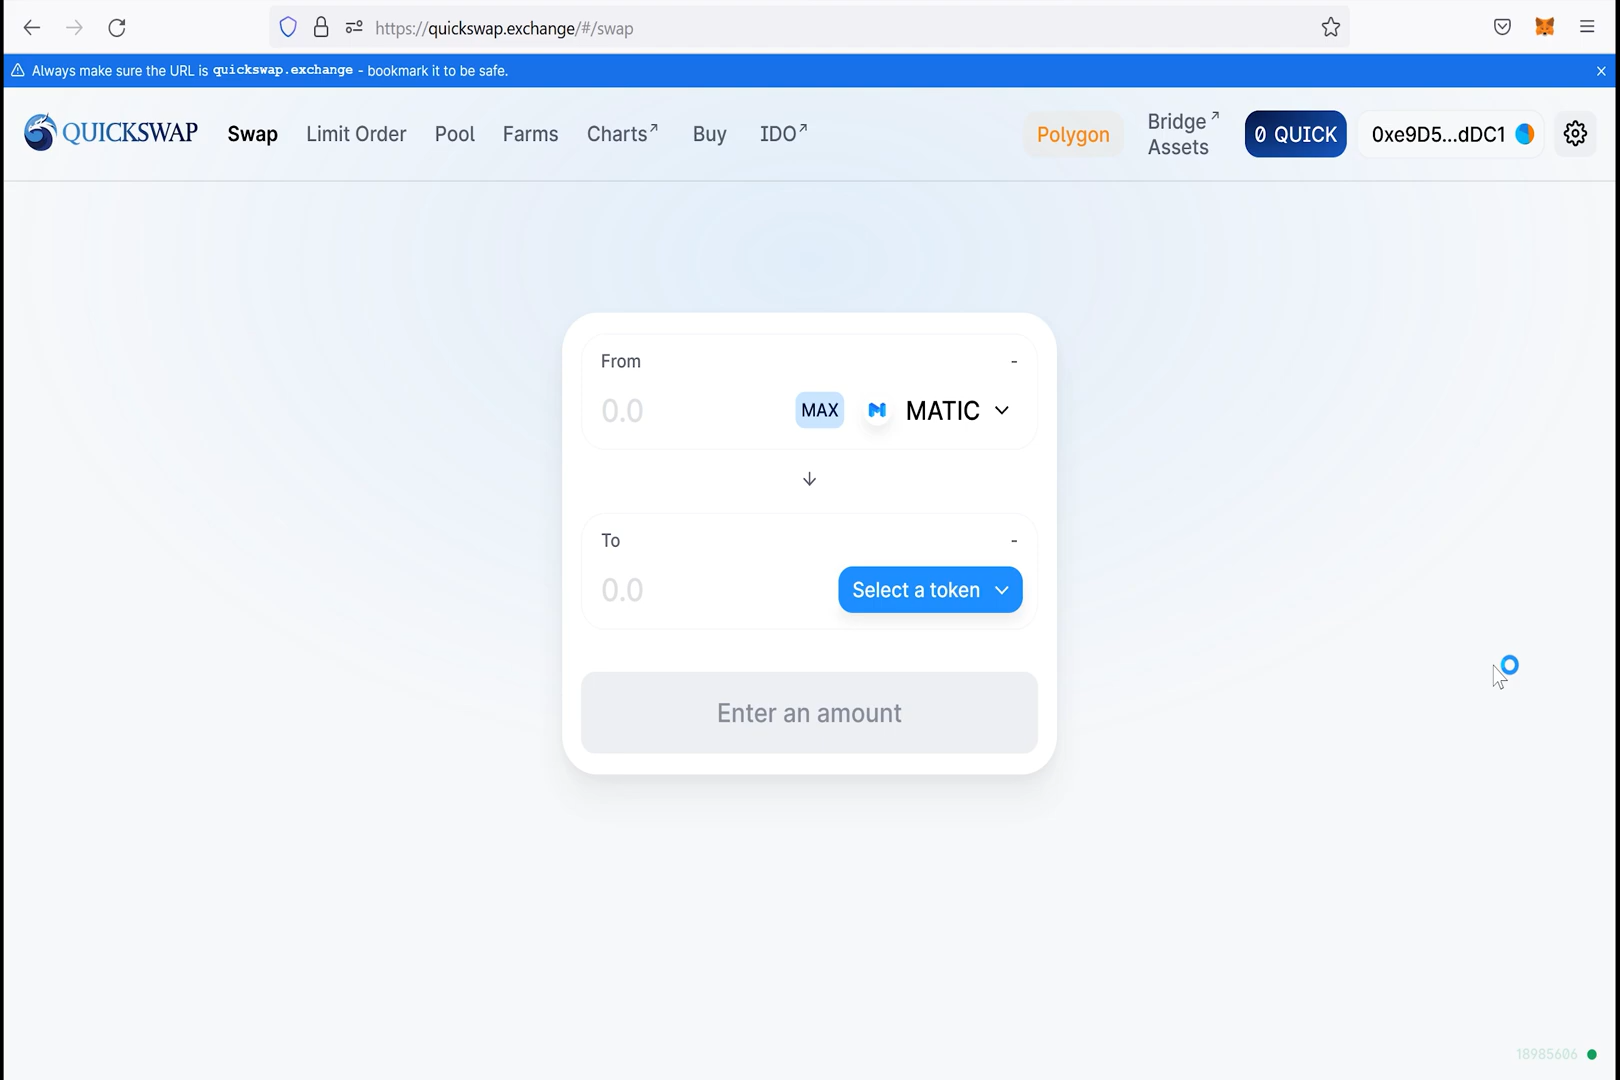 https://quickswap.exchange/#/swap
Always make sure the URL is quickswap.exchange - bookmark it to be safe.
QUICKSWAP
Swap
Limit Order
Pool
Farms
Charts↗
Buy
IDO↗
Polygon
Bridge↗
Assets
0 QUICK
0xe9D5...dDC1
From
-
0.0
MAX
MATIC
To
-
0.0
Select a token
Enter an amount
18985606